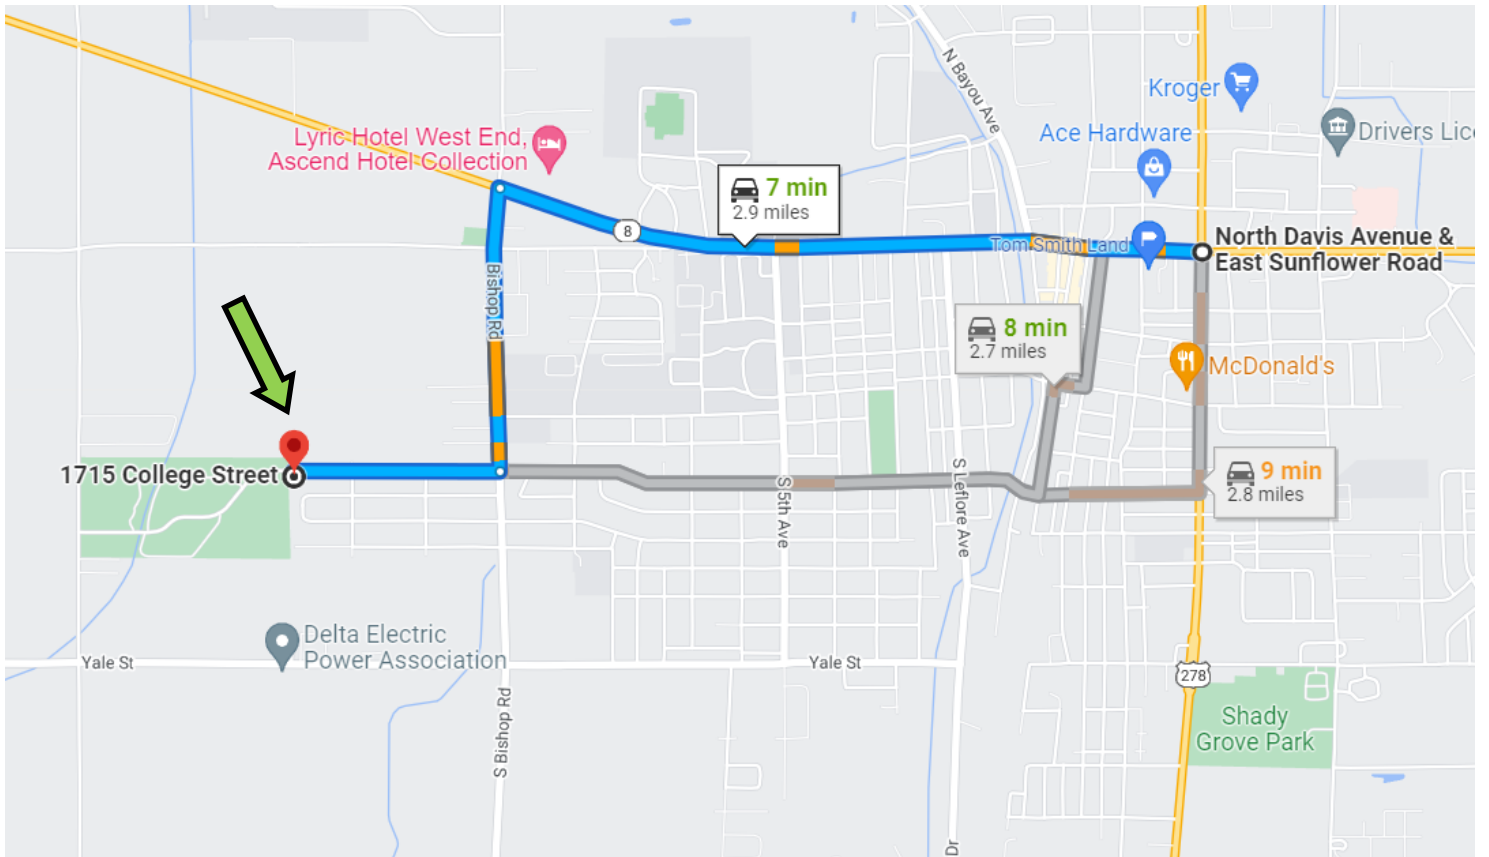 N Bayou Ave
Kroger
Ace Hardware
Drivers Lice
Lyric Hotel West End,
Ascend Hotel Collection
7 min
2.9 miles
8
Tom Smith Land
North Davis Avenue &
East Sunflower Road
Bishop Rd
8 min
2.7 miles
McDonald's
1715 College Street
S 5th Ave
S Leflore Ave
9 min
2.8 miles
Delta Electric
Power Association
Yale St
Yale St
278
S Bishop Rd
Shady
Grove Park